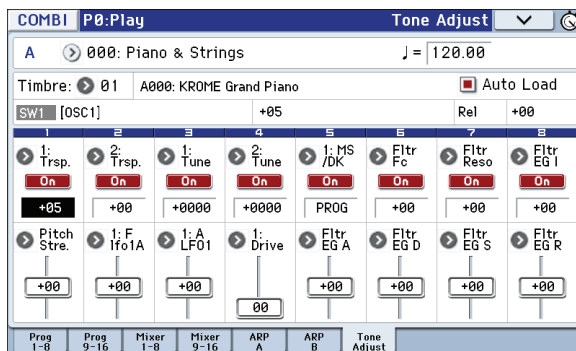 COMBI P0:Play Tone Adjust
A 000: Piano & Strings ♩= 120.00
Timbre: 01 A000: KROME Grand Piano Auto Load
SW1 [OSC1] +05 Rel +00
1 2 3 4 5 6 7 8
1: Trsp. 2: Trsp. 1: Tune 2: Tune 1: MS /DK Fltr Fc Fltr Reso Fltr EG I
On On On On On On On On
+05 +00 +0000 +0000 PROG +00 +00 +00
Pitch Stre. 1: F lfo1A 1: A LFO1 1: Drive Fltr EG A Fltr EG D Fltr EG S Fltr EG R
+00 +00 +00 00 +00 +00 +00 +00
Prog 1-8 Prog 9-16 Mixer 1-8 Mixer 9-16 ARP A ARP B Tone Adjust